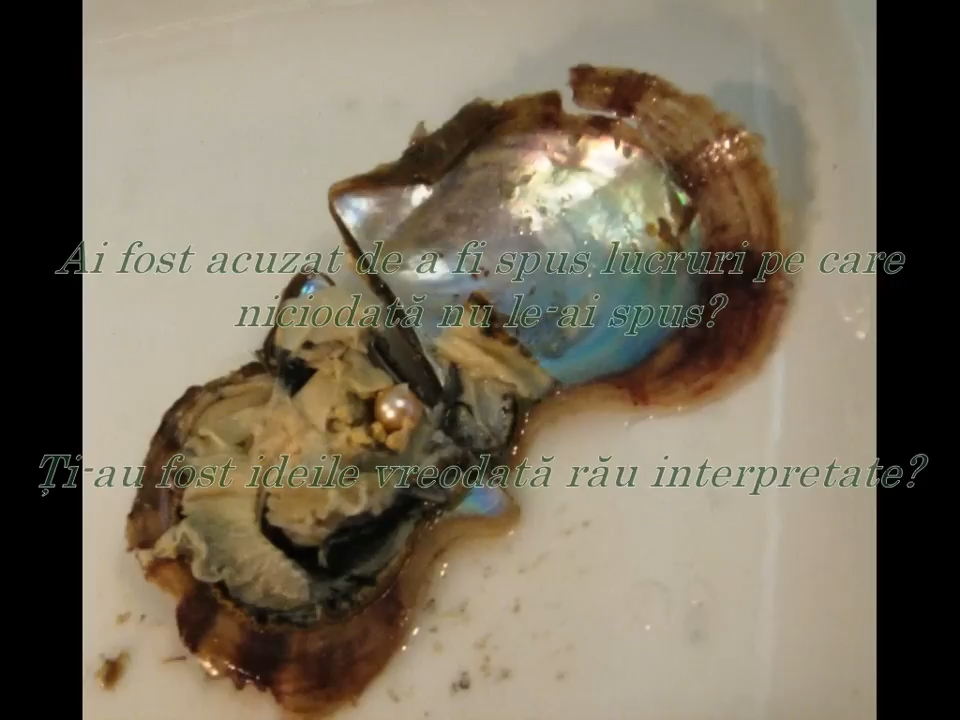 Ai fost acuzat de a fi spus lucruri pe care
niciodată nu le-ai spus?
Ți-au fost ideile vreodată rău interpretate?